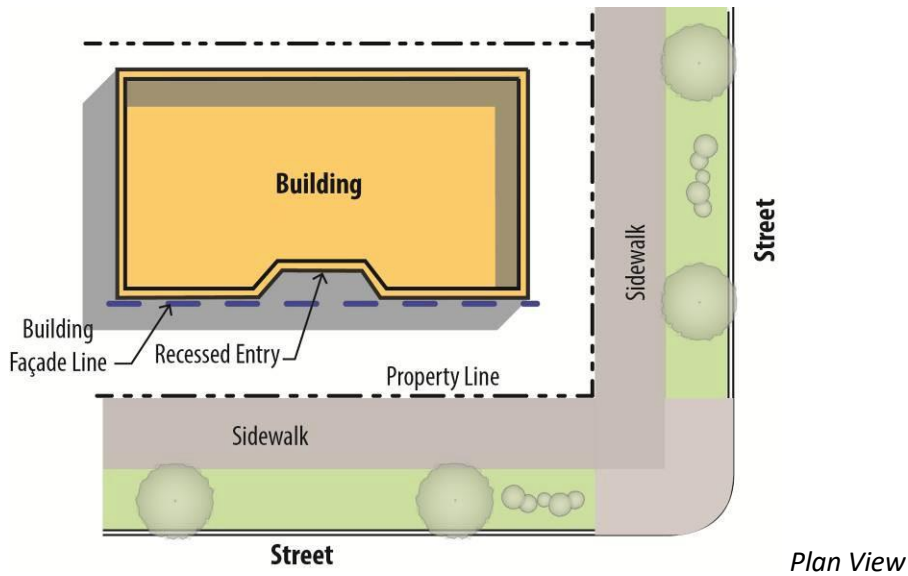 Building
Building
Façade Line
Recessed Entry
Property Line
Sidewalk
Sidewalk
Street
Street
Plan View